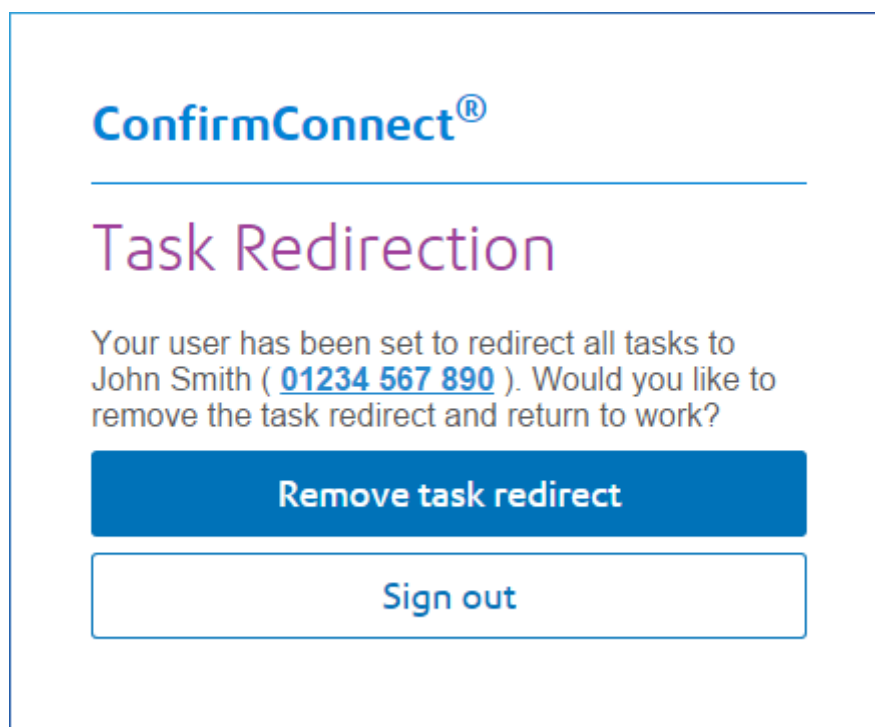 ConfirmConnect®
Task Redirection
Your user has been set to redirect all tasks to
John Smith ( 01234 567 890 ). Would you like to
remove the task redirect and return to work?
Remove task redirect
Sign out